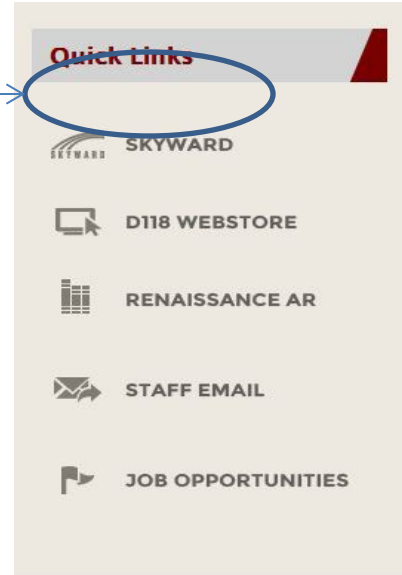 Quick Links
SKYWARD SKYWARD
D118 WEBSTORE
RENAISSANCE AR
STAFF EMAIL
JOB OPPORTUNITIES